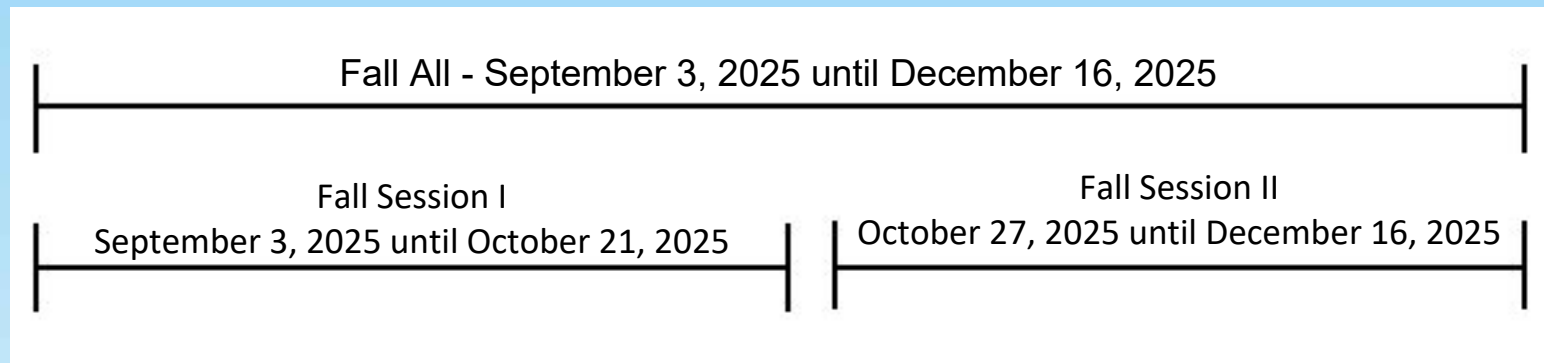 Fall All - September 3, 2025 until December 16, 2025
Fall Session I
September 3, 2025 until October 21, 2025
Fall Session II
October 27, 2025 until December 16, 2025